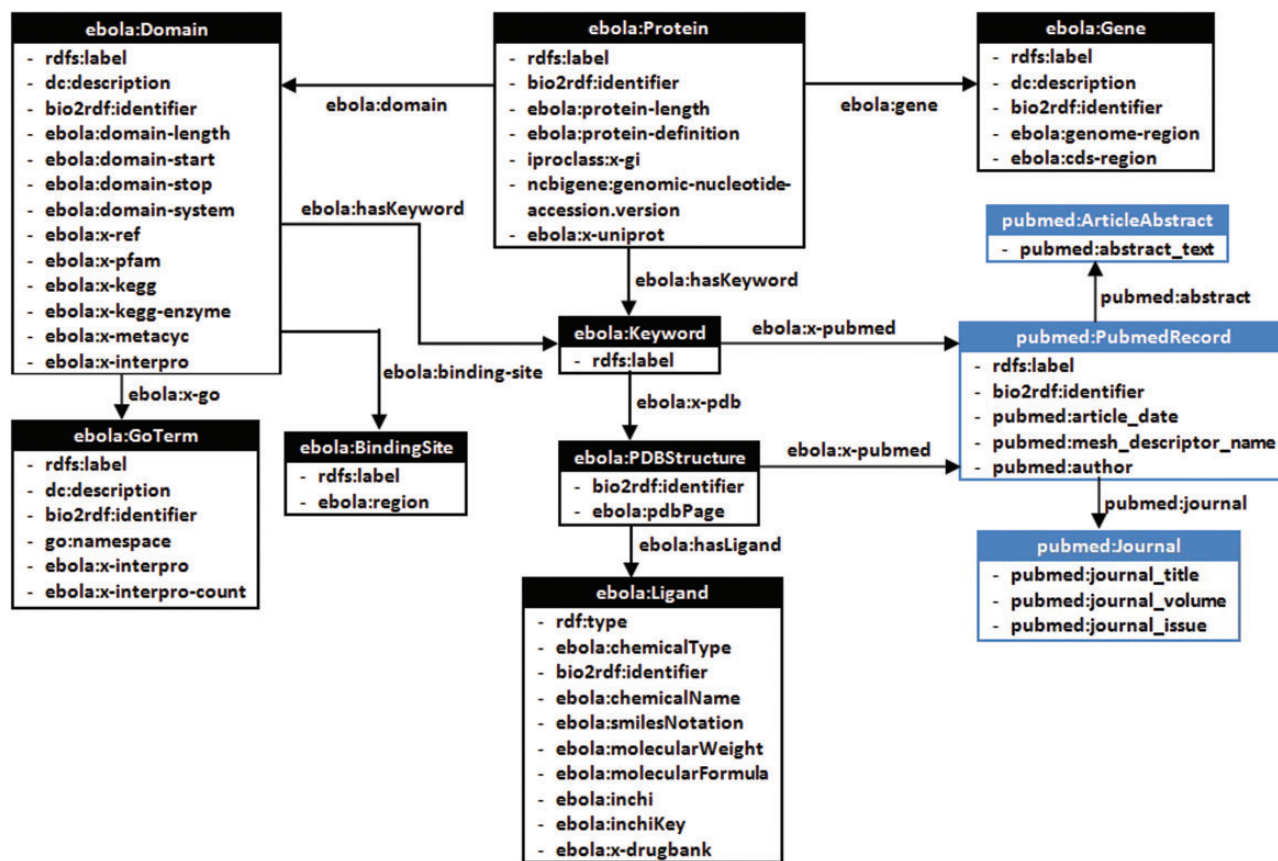 ebola:Domain
- rdfs:label
- dc:description
- bio2rdf:identifier
- ebola:domain-length
- ebola:domain-start
- ebola:domain-stop
- ebola:domain-system
- ebola:x-ref
- ebola:x-pfam
- ebola:x-kegg
- ebola:x-kegg-enzyme
- ebola:x-metacyc
- ebola:x-interpro
ebola:domain
ebola:Protein
- rdfs:label
- bio2rdf:identifier
- ebola:protein-length
- ebola:protein-definition
- iproclass:x-gi
- ncbigene:genomic-nucleotide-
accession.version
- ebola:x-uniprot
ebola:gene
ebola:Gene
- rdfs:label
- dc:description
- bio2rdf:identifier
- ebola:genome-region
- ebola:cds-region
ebola:hasKeyword
ebola:hasKeyword
pubmed:ArticleAbstract
- pubmed:abstract_text
pubmed:abstract
ebola:Keyword
- rdfs:label
ebola:x-pubmed
pubmed:PubmedRecord
- rdfs:label
- bio2rdf:identifier
- pubmed:article_date
- pubmed:mesh_descriptor_name
- pubmed:author
ebola:binding-site
ebola:x-go
ebola:x-pdb
ebola:GoTerm
- rdfs:label
- dc:description
- bio2rdf:identifier
- go:namespace
- ebola:x-interpro
- ebola:x-interpro-count
ebola:BindingSite
- rdfs:label
- ebola:region
ebola:PDBStructure
- bio2rdf:identifier
- ebola:pdbPage
ebola:x-pubmed
pubmed:journal
ebola:hasLigand
pubmed:Journal
- pubmed:journal_title
- pubmed:journal_volume
- pubmed:journal_issue
ebola:Ligand
- rdf:type
- ebola:chemicalType
- bio2rdf:identifier
- ebola:chemicalName
- ebola:smilesNotation
- ebola:molecularWeight
- ebola:molecularFormula
- ebola:inchi
- ebola:inchiKey
- ebola:x-drugbank